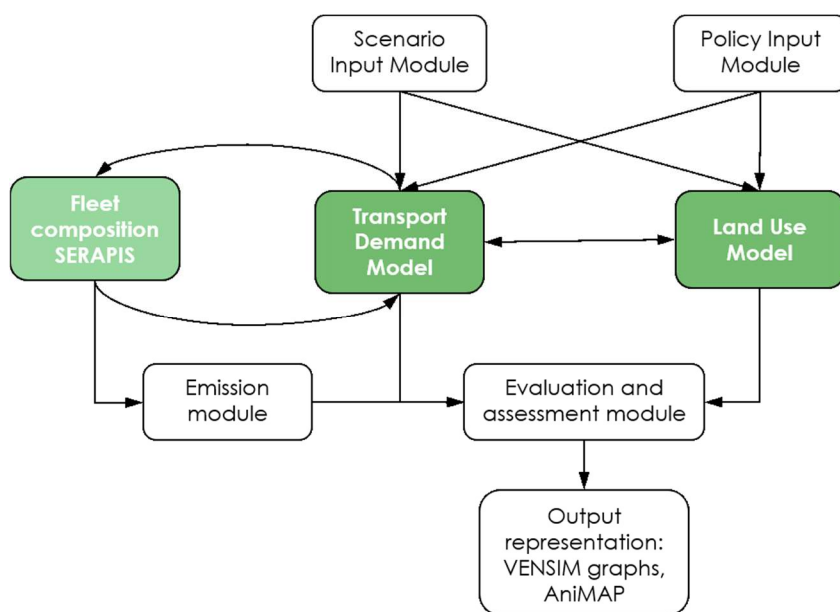 Scenario
Input Module
Policy Input
Module
Fleet
composition
SERAPIS
Transport
Demand
Model
Land Use
Model
Emission
module
Evaluation and
assessment module
Output
representation:
VENSIM graphs,
AniMAP